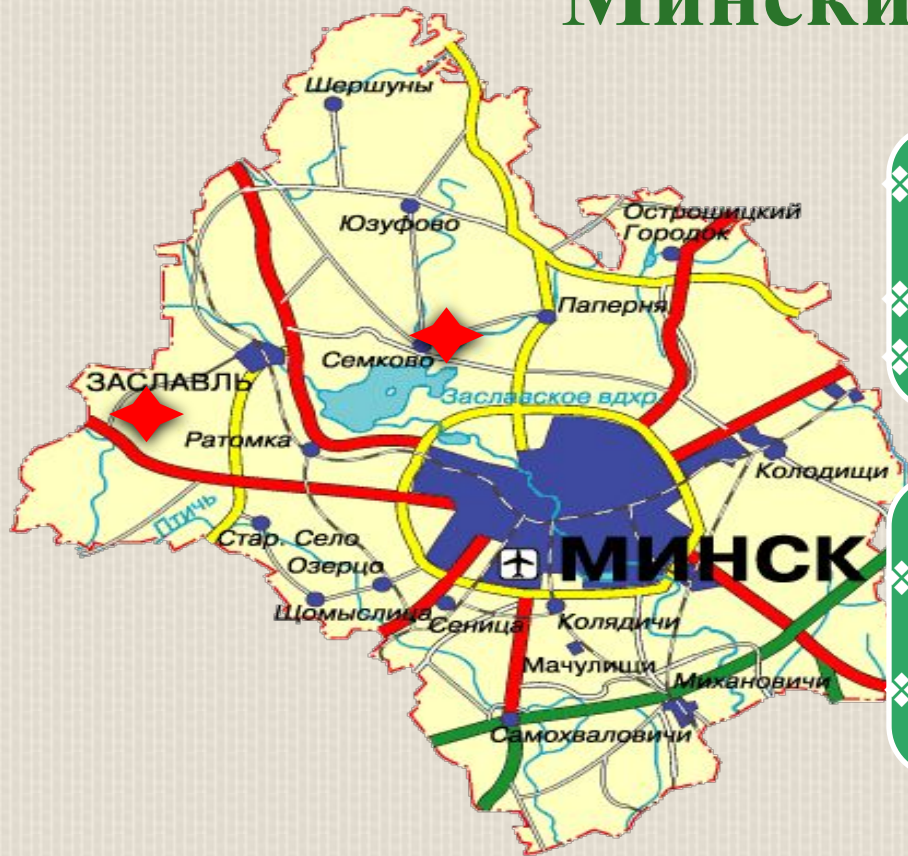 Мински
Шершуны
Юзуфово
Острошицкий
Городок
Паперня
Семково
ЗАСЛАВЛЬ
Заславское вдхр.
Ратомка
Колодищи
Птичь
Стар. Село
МИНСК
Озерцо
Щомыслица
Сеница
Колядичи
Мачулищи
Михановичи
Самохваловичи